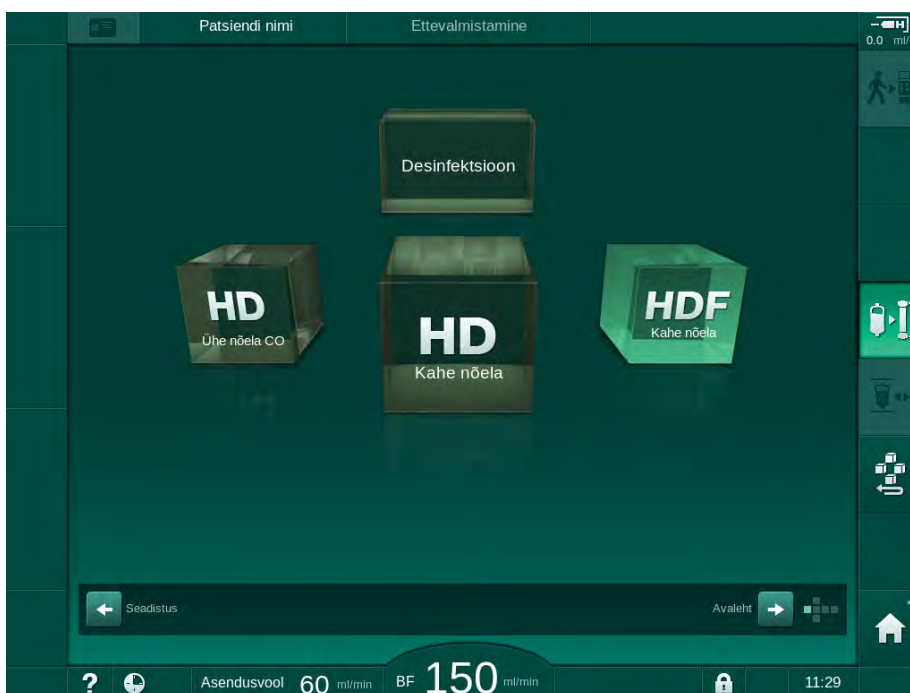 Patsiendi nimi
Ettevalmistamine
H
0.0 ml/
Desinfektsioon
HD
Ühe nõela CO
HD
Kahe nõela
HDF
Kahe nõela
Seadistus
Avaleht
?
Asendusvool 60 ml/min
BF 150 ml/min
11:29